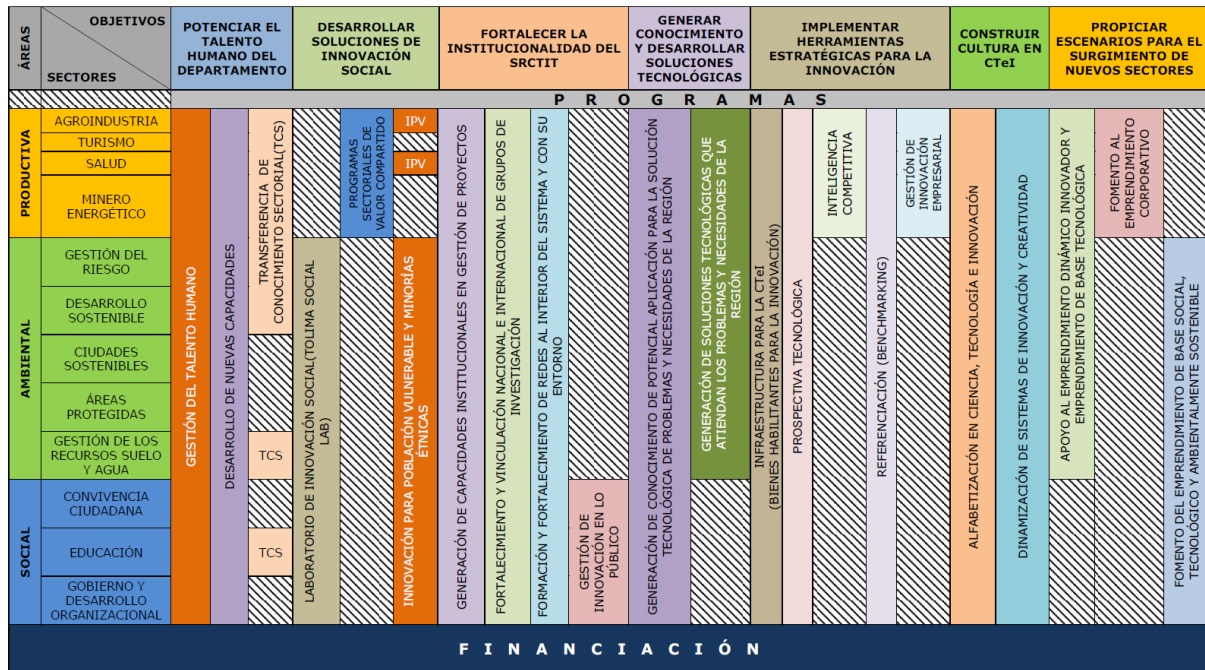 ÁREAS
OBJETIVOS
SECTORES
POTENCIAR EL
TALENTO
HUMANO DEL
DEPARTAMENTO
DESARROLLAR
SOLUCIONES DE
INNOVACIÓN
SOCIAL
FORTALECER LA
INSTITUCIONALIDAD DEL
SRCTIT
GENERAR
CONOCIMIENTO
Y DESARROLLAR
SOLUCIONES
TECNOLÓGICAS
IMPLEMENTAR
HERRAMIENTAS
ESTRATÉGICAS PARA LA
INNOVACIÓN
CONSTRUIR
CULTURA EN
CTeI
PROPICIAR
ESCENARIOS PARA EL
SURGIMIENTO DE
NUEVOS SECTORES
PROGRAMAS
PRODUCTIVA
AGROINDUSTRIA
TURISMO
SALUD
MINERO
ENERGÉTICO
AMBIENTAL
GESTIÓN DEL
RIESGO
DESARROLLO
SOSTENIBLE
CIUDADES
SOSTENIBLES
ÁREAS
PROTEGIDAS
GESTIÓN DE LOS
RECURSOS SUELO
Y AGUA
SOCIAL
CONVIVENCIA
CIUDADANA
EDUCACIÓN
GOBIERNO Y
DESARROLLO
ORGANIZACIONAL
GESTIÓN DEL TALENTO HUMANO
DESARROLLO DE NUEVAS CAPACIDADES
TRANSFERENCIA DE
CONOCIMIENTO SECTORIAL(TCS)
TCS
TCS
LABORATORIO DE INNOVACIÓN SOCIAL(TOLIMA SOCIAL
LAB)
PROGRAMAS
SECTORIALES DE
VALOR COMPARTIDO
IPV
IPV
INNOVACIÓN PARA POBLACIÓN VULNERABLE Y MINORÍAS
ÉTNICAS
GENERACIÓN DE CAPACIDADES INSTITUCIONALES EN GESTIÓN DE PROYECTOS
FORTALECIMIENTO Y VINCULACIÓN NACIONAL E INTERNACIONAL DE GRUPOS DE
INVESTIGACIÓN
FORMACIÓN Y FORTALECIMIENTO DE REDES AL INTERIOR DEL SISTEMA Y CON SU
ENTORNO
GESTIÓN DE
INNOVACIÓN EN LO
PÚBLICO
GENERACIÓN DE CONOCIMIENTO DE POTENCIAL APLICACIÓN PARA LA SOLUCIÓN
TECNOLÓGICA DE PROBLEMAS Y NECESIDADES DE LA REGIÓN
GENERACIÓN DE SOLUCIONES TECNOLÓGICAS QUE
ATIENDAN LOS PROBLEMAS Y NECESIDADES DE LA
REGIÓN
INFRAESTRUCTURA PARA LA CTeI
(BIENES HABILITANTES PARA LA INNOVACIÓN)
PROSPECTIVA TECNOLÓGICA
INTELIGENCIA
COMPETITIVA
REFERENCIACIÓN (BENCHMARKING)
GESTIÓN DE
INNOVACIÓN
EMPRESARIAL
ALFABETIZACIÓN EN CIENCIA, TECNOLOGÍA E INNOVACIÓN
DINAMIZACIÓN DE SISTEMAS DE INNOVACIÓN Y CREATIVIDAD
APOYO AL EMPRENDIMIENTO DINÁMICO INNOVADOR Y
EMPRENDIMIENTO DE BASE TECNOLÓGICA
FOMENTO AL
EMPRENDIMIENTO
CORPORATIVO
FOMENTO DEL EMPRENDIMIENTO DE BASE SOCIAL,
TECNOLÓGICO Y AMBIENTALMENTE SOSTENIBLE
FINANCIACIÓN